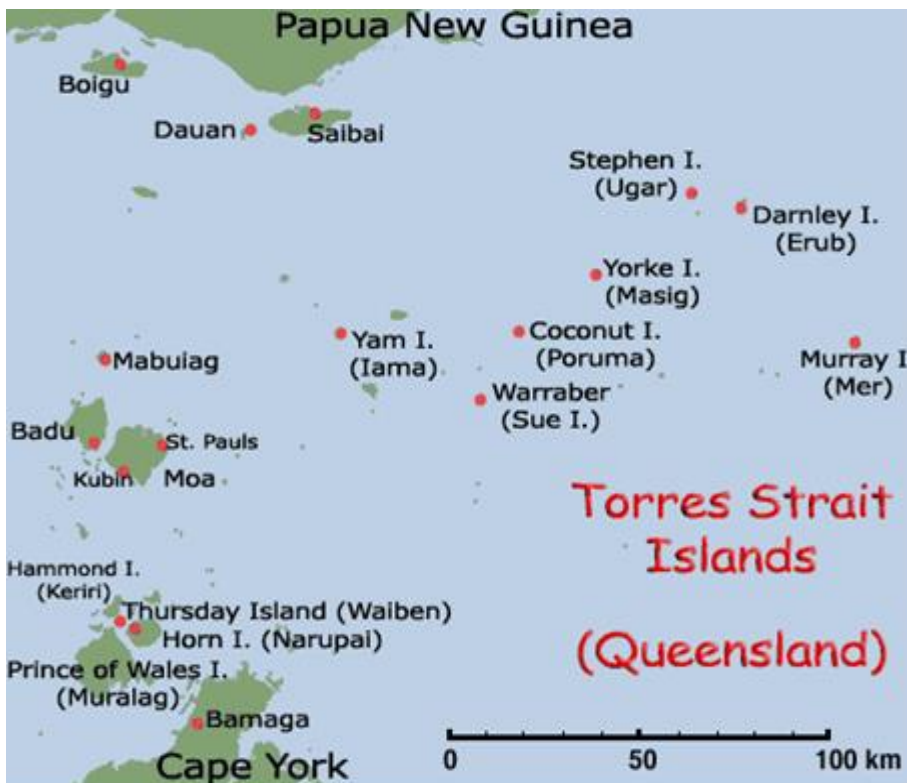 Papua New Guinea
Boigu
Dauan
Saibai
Stephen I.
(Ugar)
Darnley I.
(Erub)
Yorke I.
(Masig)
Yam I.
(Iama)
Coconut I.
(Poruma)
Murray I
(Mer)
Mabuiag
Warraber
(Sue I.)
Badu
St. Pauls
Kubin
Moa
Torres Strait
Islands
(Queensland)
Hammond I.
(Keriri)
Thursday Island (Waiben)
Horn I. (Narupai)
Prince of Wales I.
(Muralag)
Bamaga
Cape York
0 50 100 km